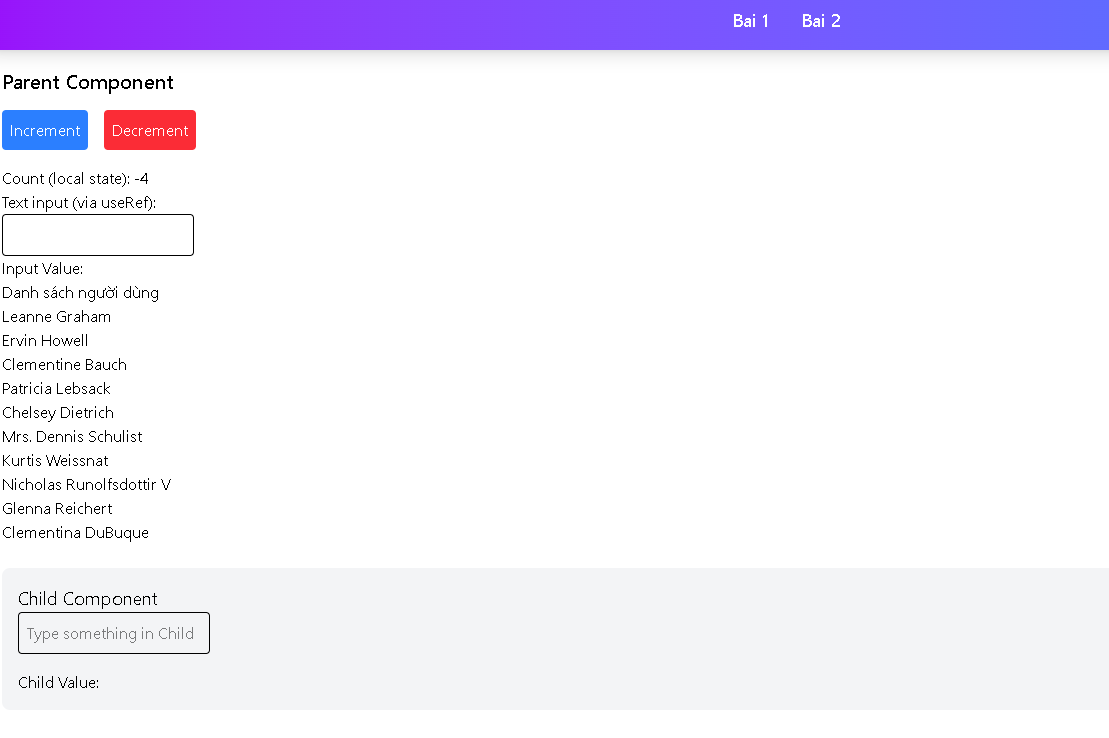 Bai 1 Bai 2
Parent Component
Increment Decrement
Count (local state): -4
Text input (via useRef):
Input Value:
Danh sách người dùng
Leanne Graham
Ervin Howell
Clementine Bauch
Patricia Lebsack
Chelsey Dietrich
Mrs. Dennis Schulist
Kurtis Weissnat
Nicholas Runolfsdottir V
Glenna Reichert
Clementina DuBuque
Child Component
Type something in Child
Child Value: